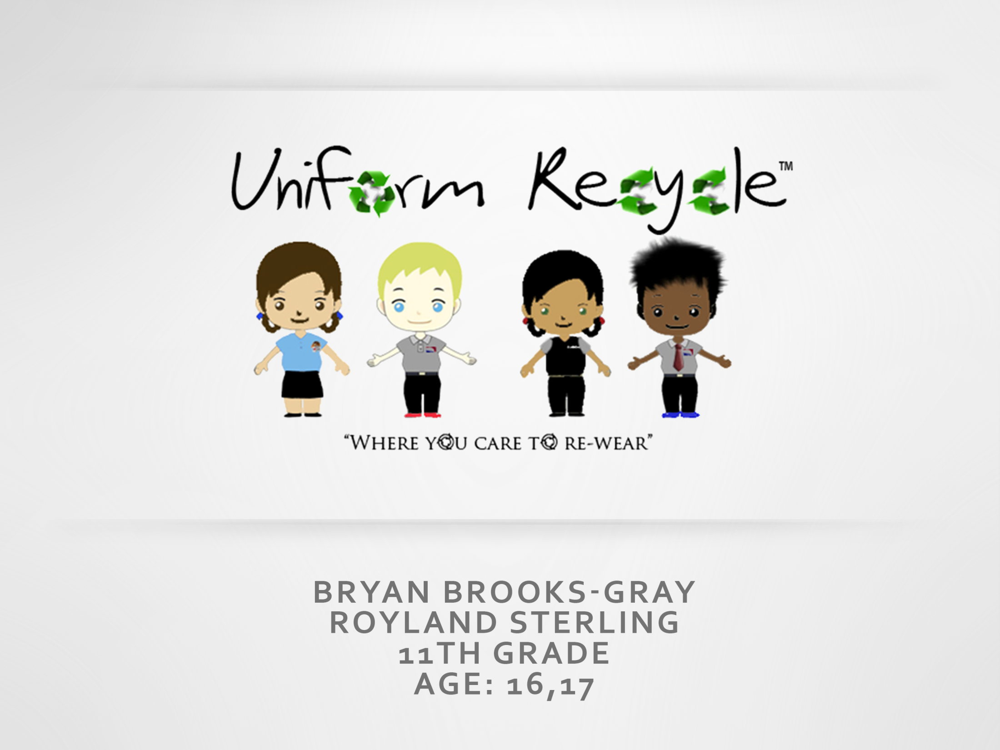 Uniform Recycle™
“WHERE YOU CARE TO RE-WEAR”
BRYAN BROOKS-GRAY
ROYLAND STERLING
11TH GRADE
AGE: 16,17